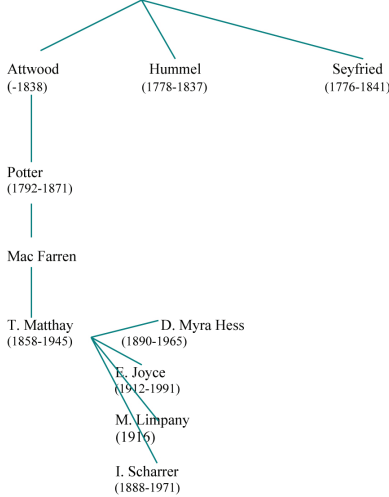 Attwood
(-1838)
Hummel
(1778-1837)
Seyfried
(1776-1841)
Potter
(1792-1871)
Mac Farren
T. Matthay
(1858-1945)
D. Myra Hess
(1890-1965)
E. Joyce
(1912-1991)
M. Limpany
(1916)
I. Scharrer
(1888-1971)